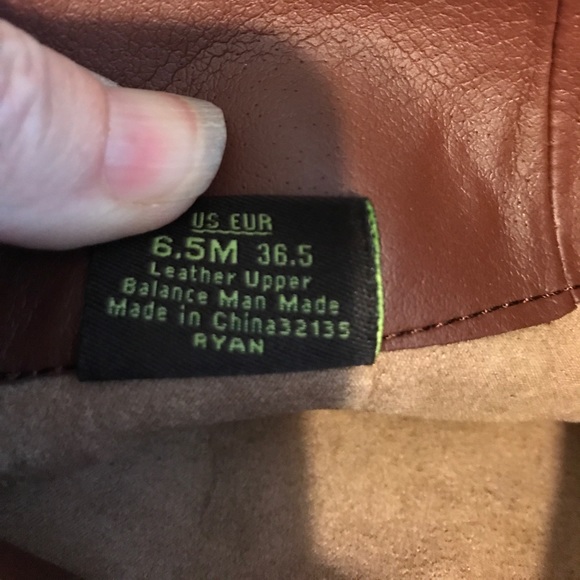 US EUR
6.5M 36.5
Leather Upper
Balance Man Made
Made in China32135
RYAN